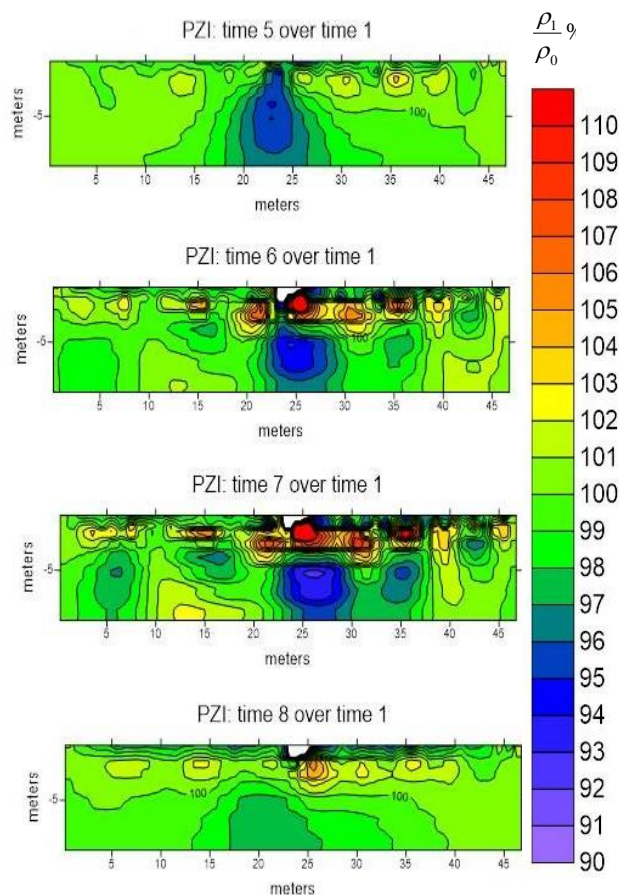 PZI: time 5 over time 1
meters
-5
100
5 10 15 20 25 30 35 40 45
meters
PZI: time 6 over time 1
meters
-5
100
5 10 15 20 25 30 35 40 45
meters
PZI: time 7 over time 1
meters
-5
5 10 15 20 25 30 35 40 45
meters
PZI: time 8 over time 1
meters
-5
100 100
5 10 15 20 25 30 35 40 45
meters
ρ1
ρ0 %
110
109
108
107
106
105
104
103
102
101
100
99
98
97
96
95
94
93
92
91
90